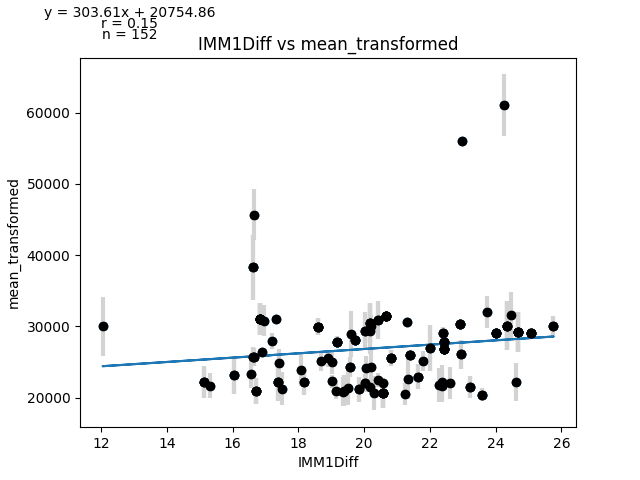 y = 303.61x + 20754.86
r = 0.15
n = 152
IMM1Diff vs mean_transformed
60000
50000
40000
30000
20000
mean_transformed
12 14 16 18 20 22 24 26
IMM1Diff